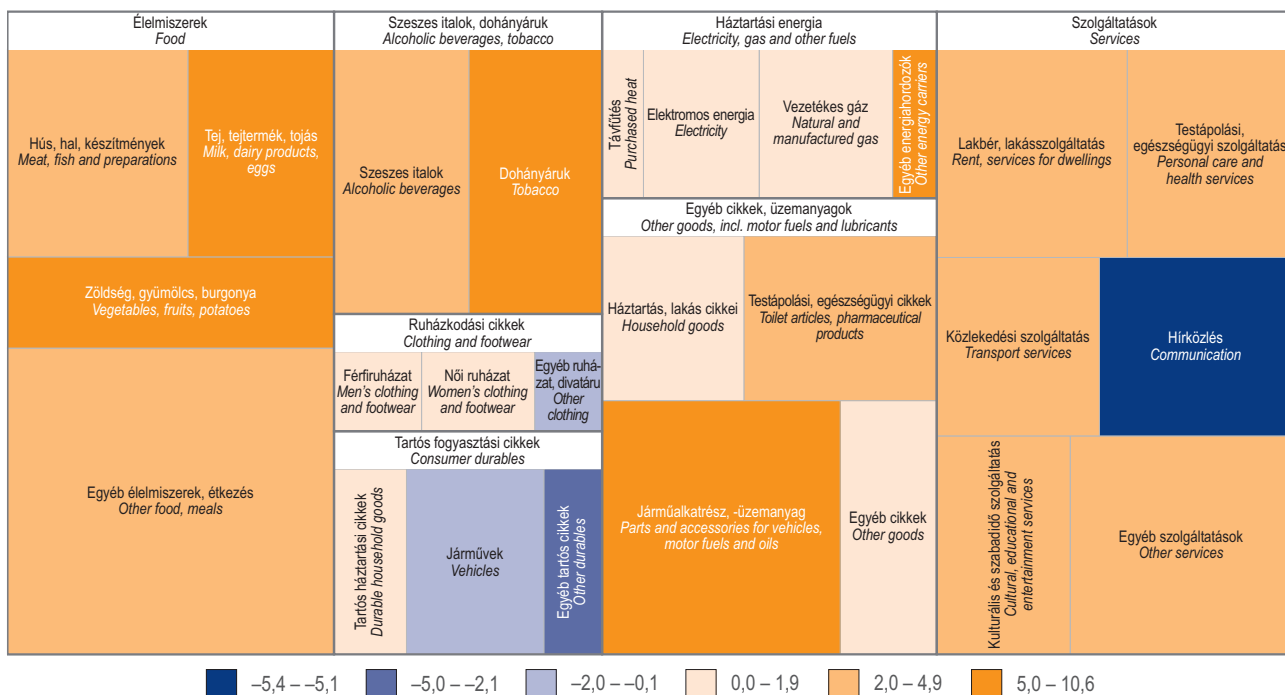 Élelmiszerek
Food
Hús, hal, készítmények
Meat, fish and preparations
Tej, tejtermék, tojás
Milk, dairy products,
eggs
Zöldség, gyümölcs, burgonya
Vegetables, fruits, potatoes
Egyéb élelmiszerek, étkezés
Other food, meals
Szeszes italok, dohányáruk
Alcoholic beverages, tobacco
Szeszes italok
Alcoholic beverages
Dohányáruk
Tobacco
Ruházkodási cikkek
Clothing and footwear
Férfiruházat
Men's clothing
and footwear
Női ruházat
Women's clothing
and footwear
Egyéb ruhá-
zat, divatáru
Other
clothing
Tartós fogyasztási cikkek
Consumer durables
Tartós háztartási cikkek
Durable household goods
Járművek
Vehicles
Egyéb tartós cikkek
Other durables
Háztartási energia
Electricity, gas and other fuels
Távfűtés
Purchased heat
Elektromos energia
Electricity
Vezetékes gáz
Natural and
manufactured gas
Egyéb energiahordozók
Other energy carriers
Egyéb cikkek, üzemanyagok
Other goods, incl. motor fuels and lubricants
Háztartás, lakás cikkei
Household goods
Testápolási, egészségügyi cikkek
Toilet articles, pharmaceutical
products
Járműalkatrész, -üzemanyag
Parts and accessories for vehicles,
motor fuels and oils
Egyéb cikkek
Other goods
Szolgáltatások
Services
Lakbér, lakásszolgáltatás
Rent, services for dwellings
Testápolási,
egészségügyi szolgáltatás
Personal care and
health services
Közlekedési szolgáltatás
Transport services
Hírközlés
Communication
Kulturális és szabadidő szolgáltatás
Cultural, educational and
entertainment services
Egyéb szolgáltatások
Other services
–5,4 – –5,1
–5,0 – –2,1
–2,0 – –0,1
0,0 – 1,9
2,0 – 4,9
5,0 – 10,6